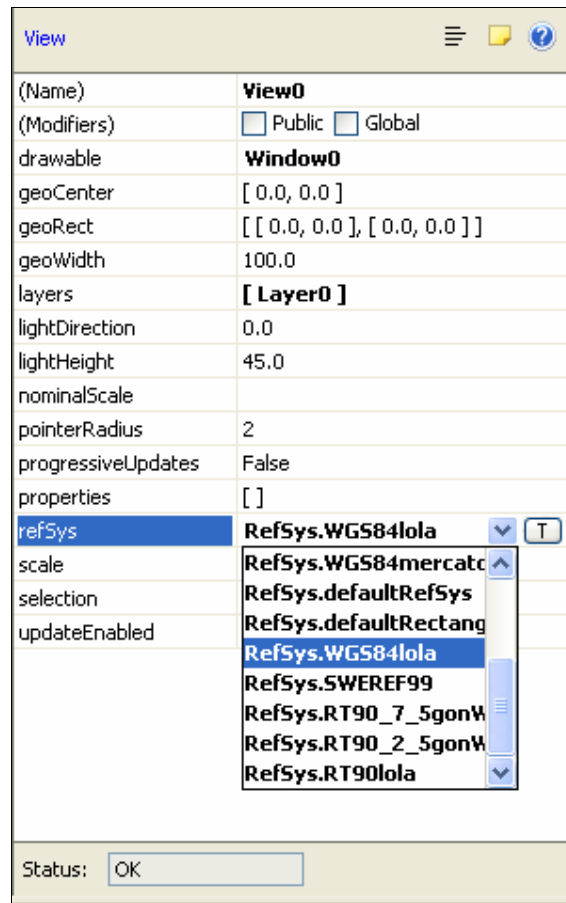 View
(Name) View0
(Modifiers) Public Global
drawable Window0
geoCenter [ 0.0, 0.0 ]
geoRect [ [ 0.0, 0.0 ], [ 0.0, 0.0 ] ]
geoWidth 100.0
layers [ Layer0 ]
lightDirection 0.0
lightHeight 45.0
nominalScale
pointerRadius 2
progressiveUpdates False
properties [ ]
refSys RefSys.WGS84lola T
scale RefSys.WGS84mercato
selection RefSys.defaultRefSys
updateEnabled RefSys.defaultRectang
RefSys.WGS84lola
RefSys.SWEREF99
RefSys.RT90_7_5gonW
RefSys.RT90_2_5gonW
RefSys.RT90lola
Status: OK